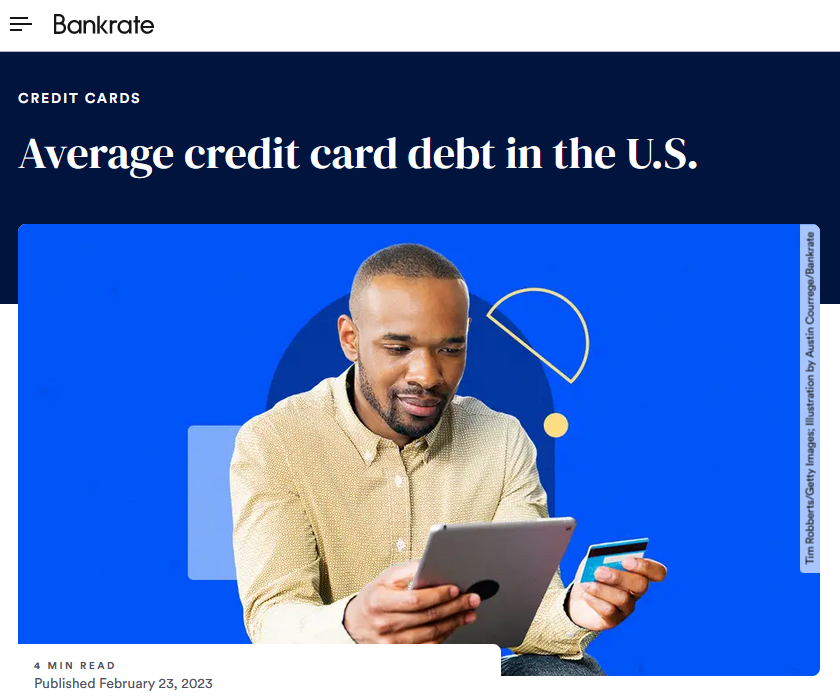 Bankrate
CREDIT CARDS
Average credit card debt in the U.S.
Tim Robberts/Getty Images; Illustration by Austin Courrege/Bankrate
4 MIN READ
Published February 23, 2023